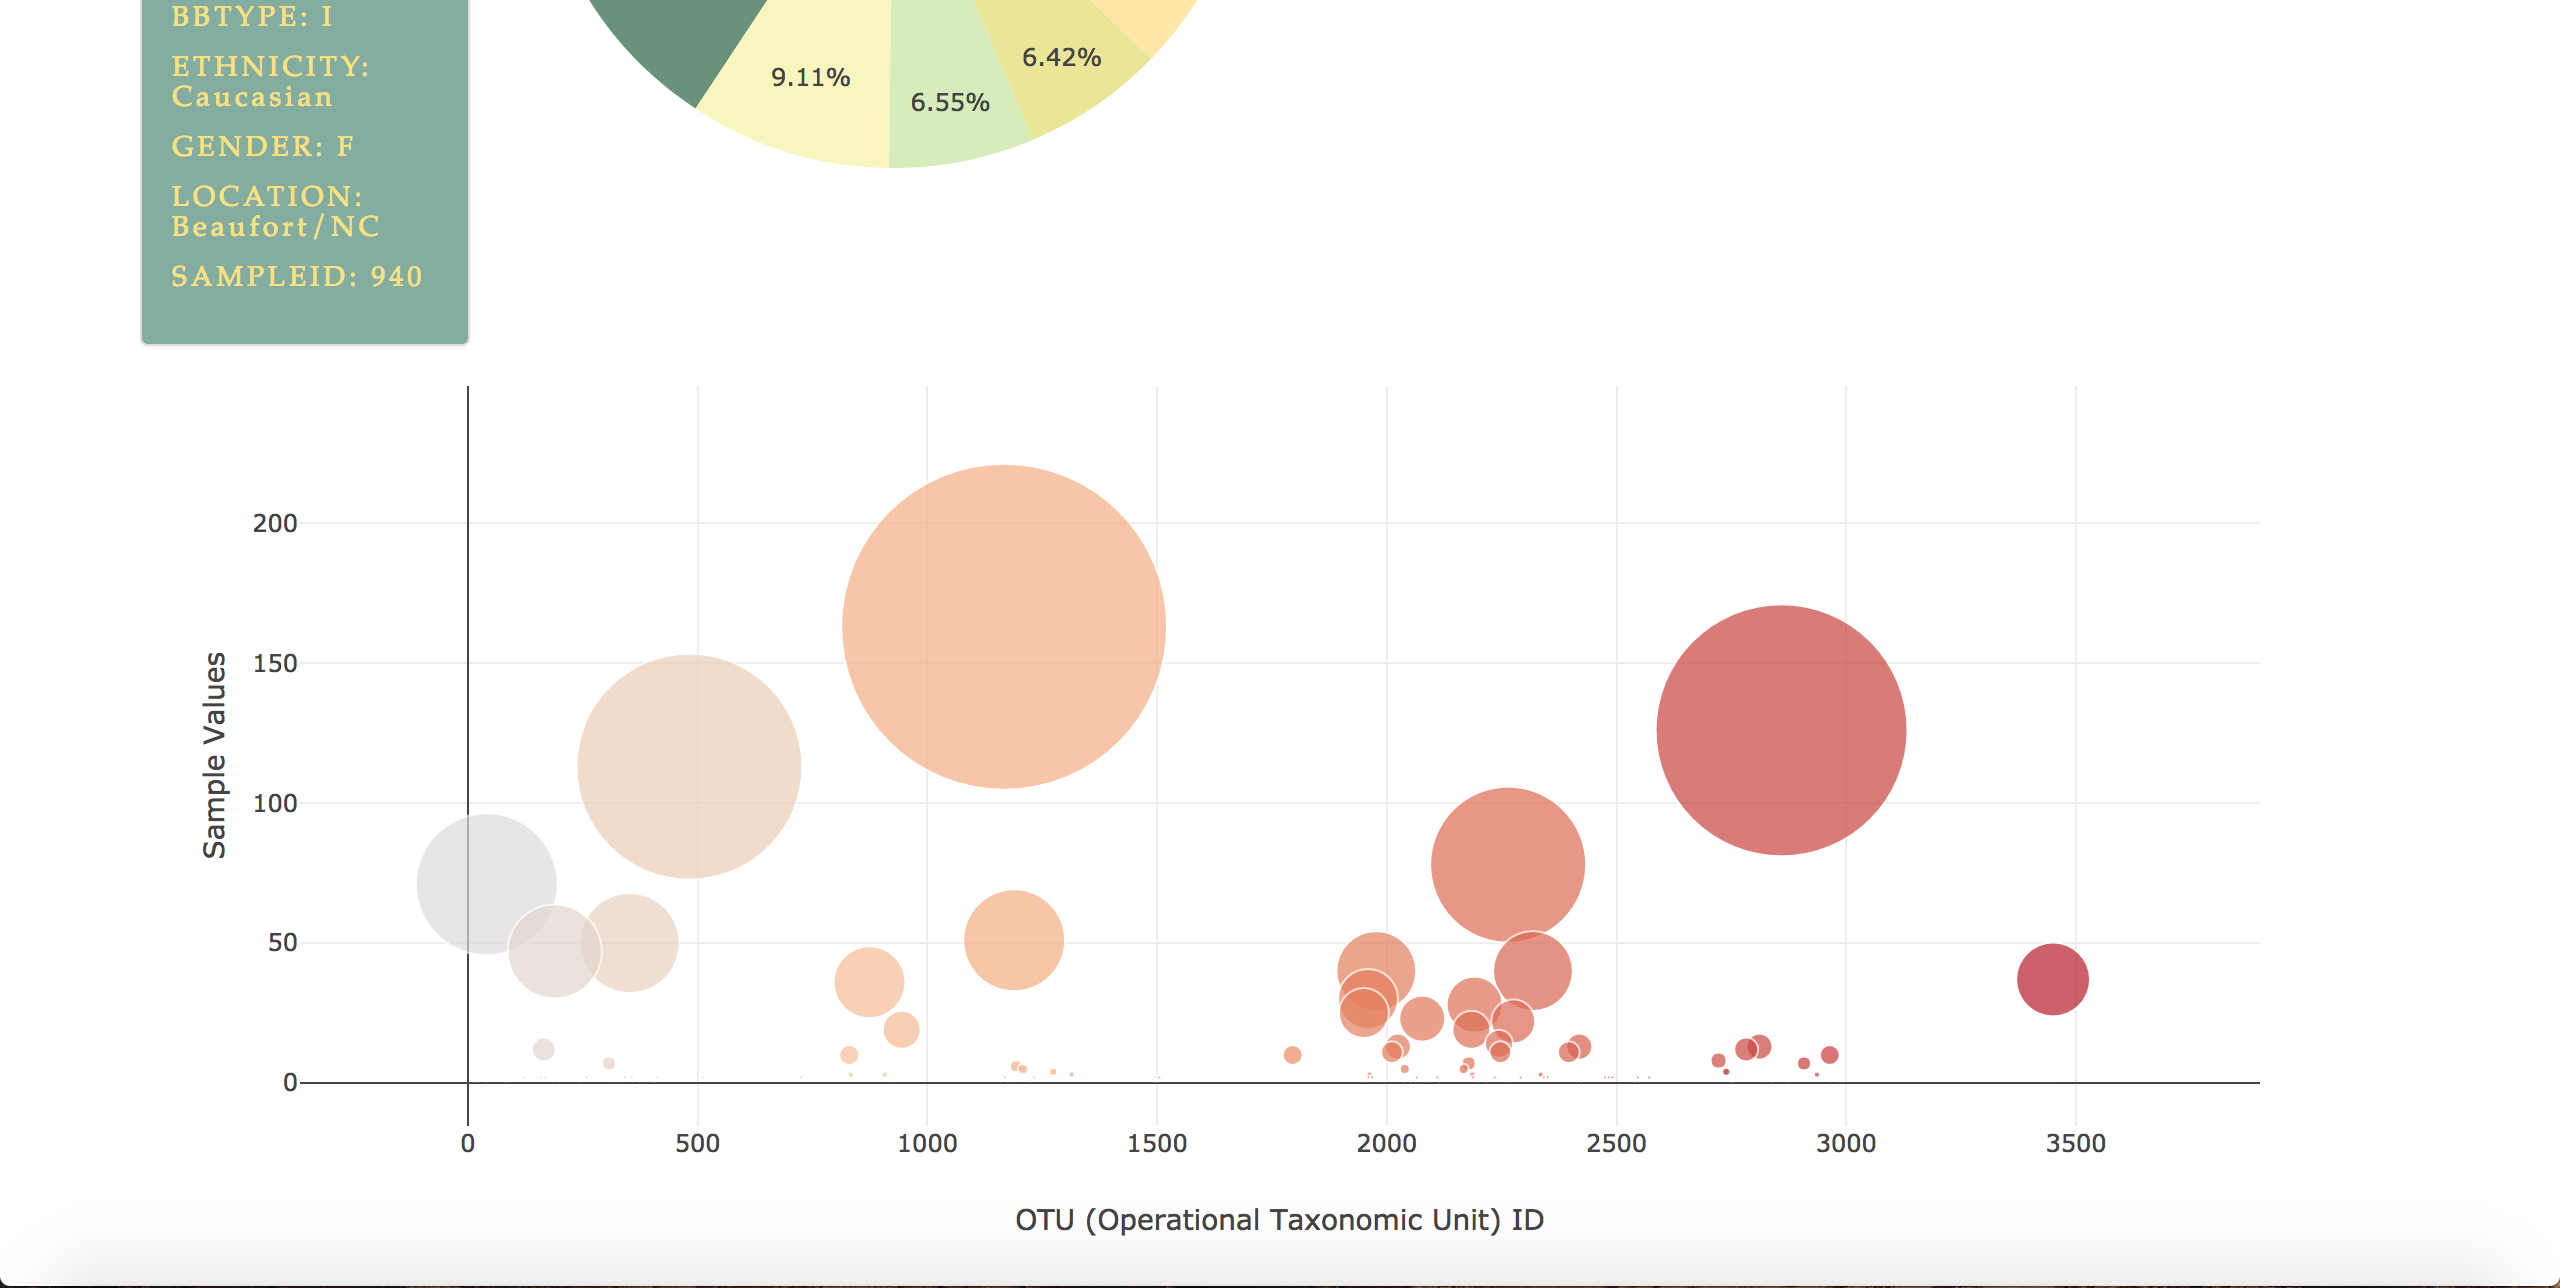 BBTYPE: I
ETHNICITY:
Caucasian
GENDER: F
LOCATION:
Beaufort/NC
SAMPLEID: 940
9.11%
6.55%
6.42%
200
150
100
50
0
Sample Values
0 500 1000 1500 2000 2500 3000 3500
OTU (Operational Taxonomic Unit) ID